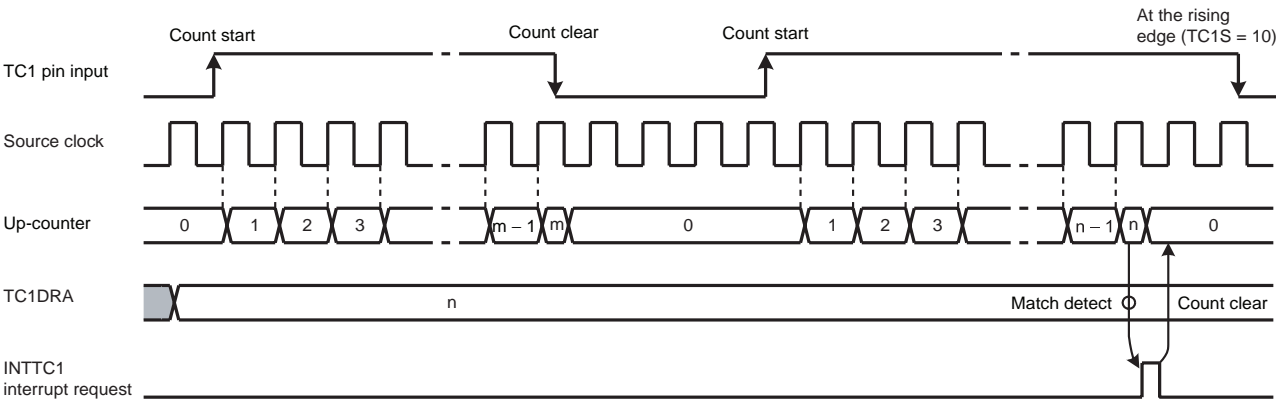 At the rising
edge (TC1S = 10)
Count start
Count clear
Count start
TC1 pin input
Source clock
Up-counter
0 1 2 3 m – 1 m 0 1 2 3 n – 1 n 0
TC1DRA
n
Match detect
Count clear
INTTC1
interrupt request